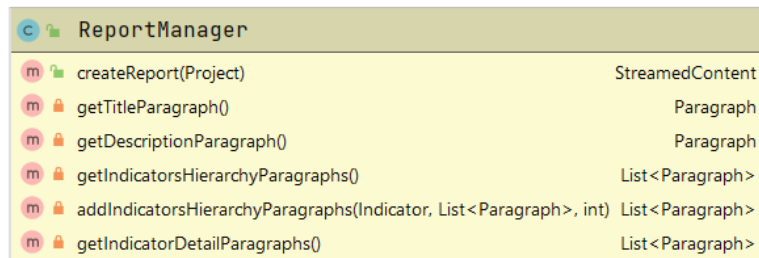 C ReportManager
m createReport(Project) StreamedContent
m getTitleParagraph() Paragraph
m getDescriptionParagraph() Paragraph
m getIndicatorsHierarchyParagraphs() List<Paragraph>
m addIndicatorsHierarchyParagraphs(Indicator, List<Paragraph>, int) List<Paragraph>
m getIndicatorDetailParagraphs() List<Paragraph>